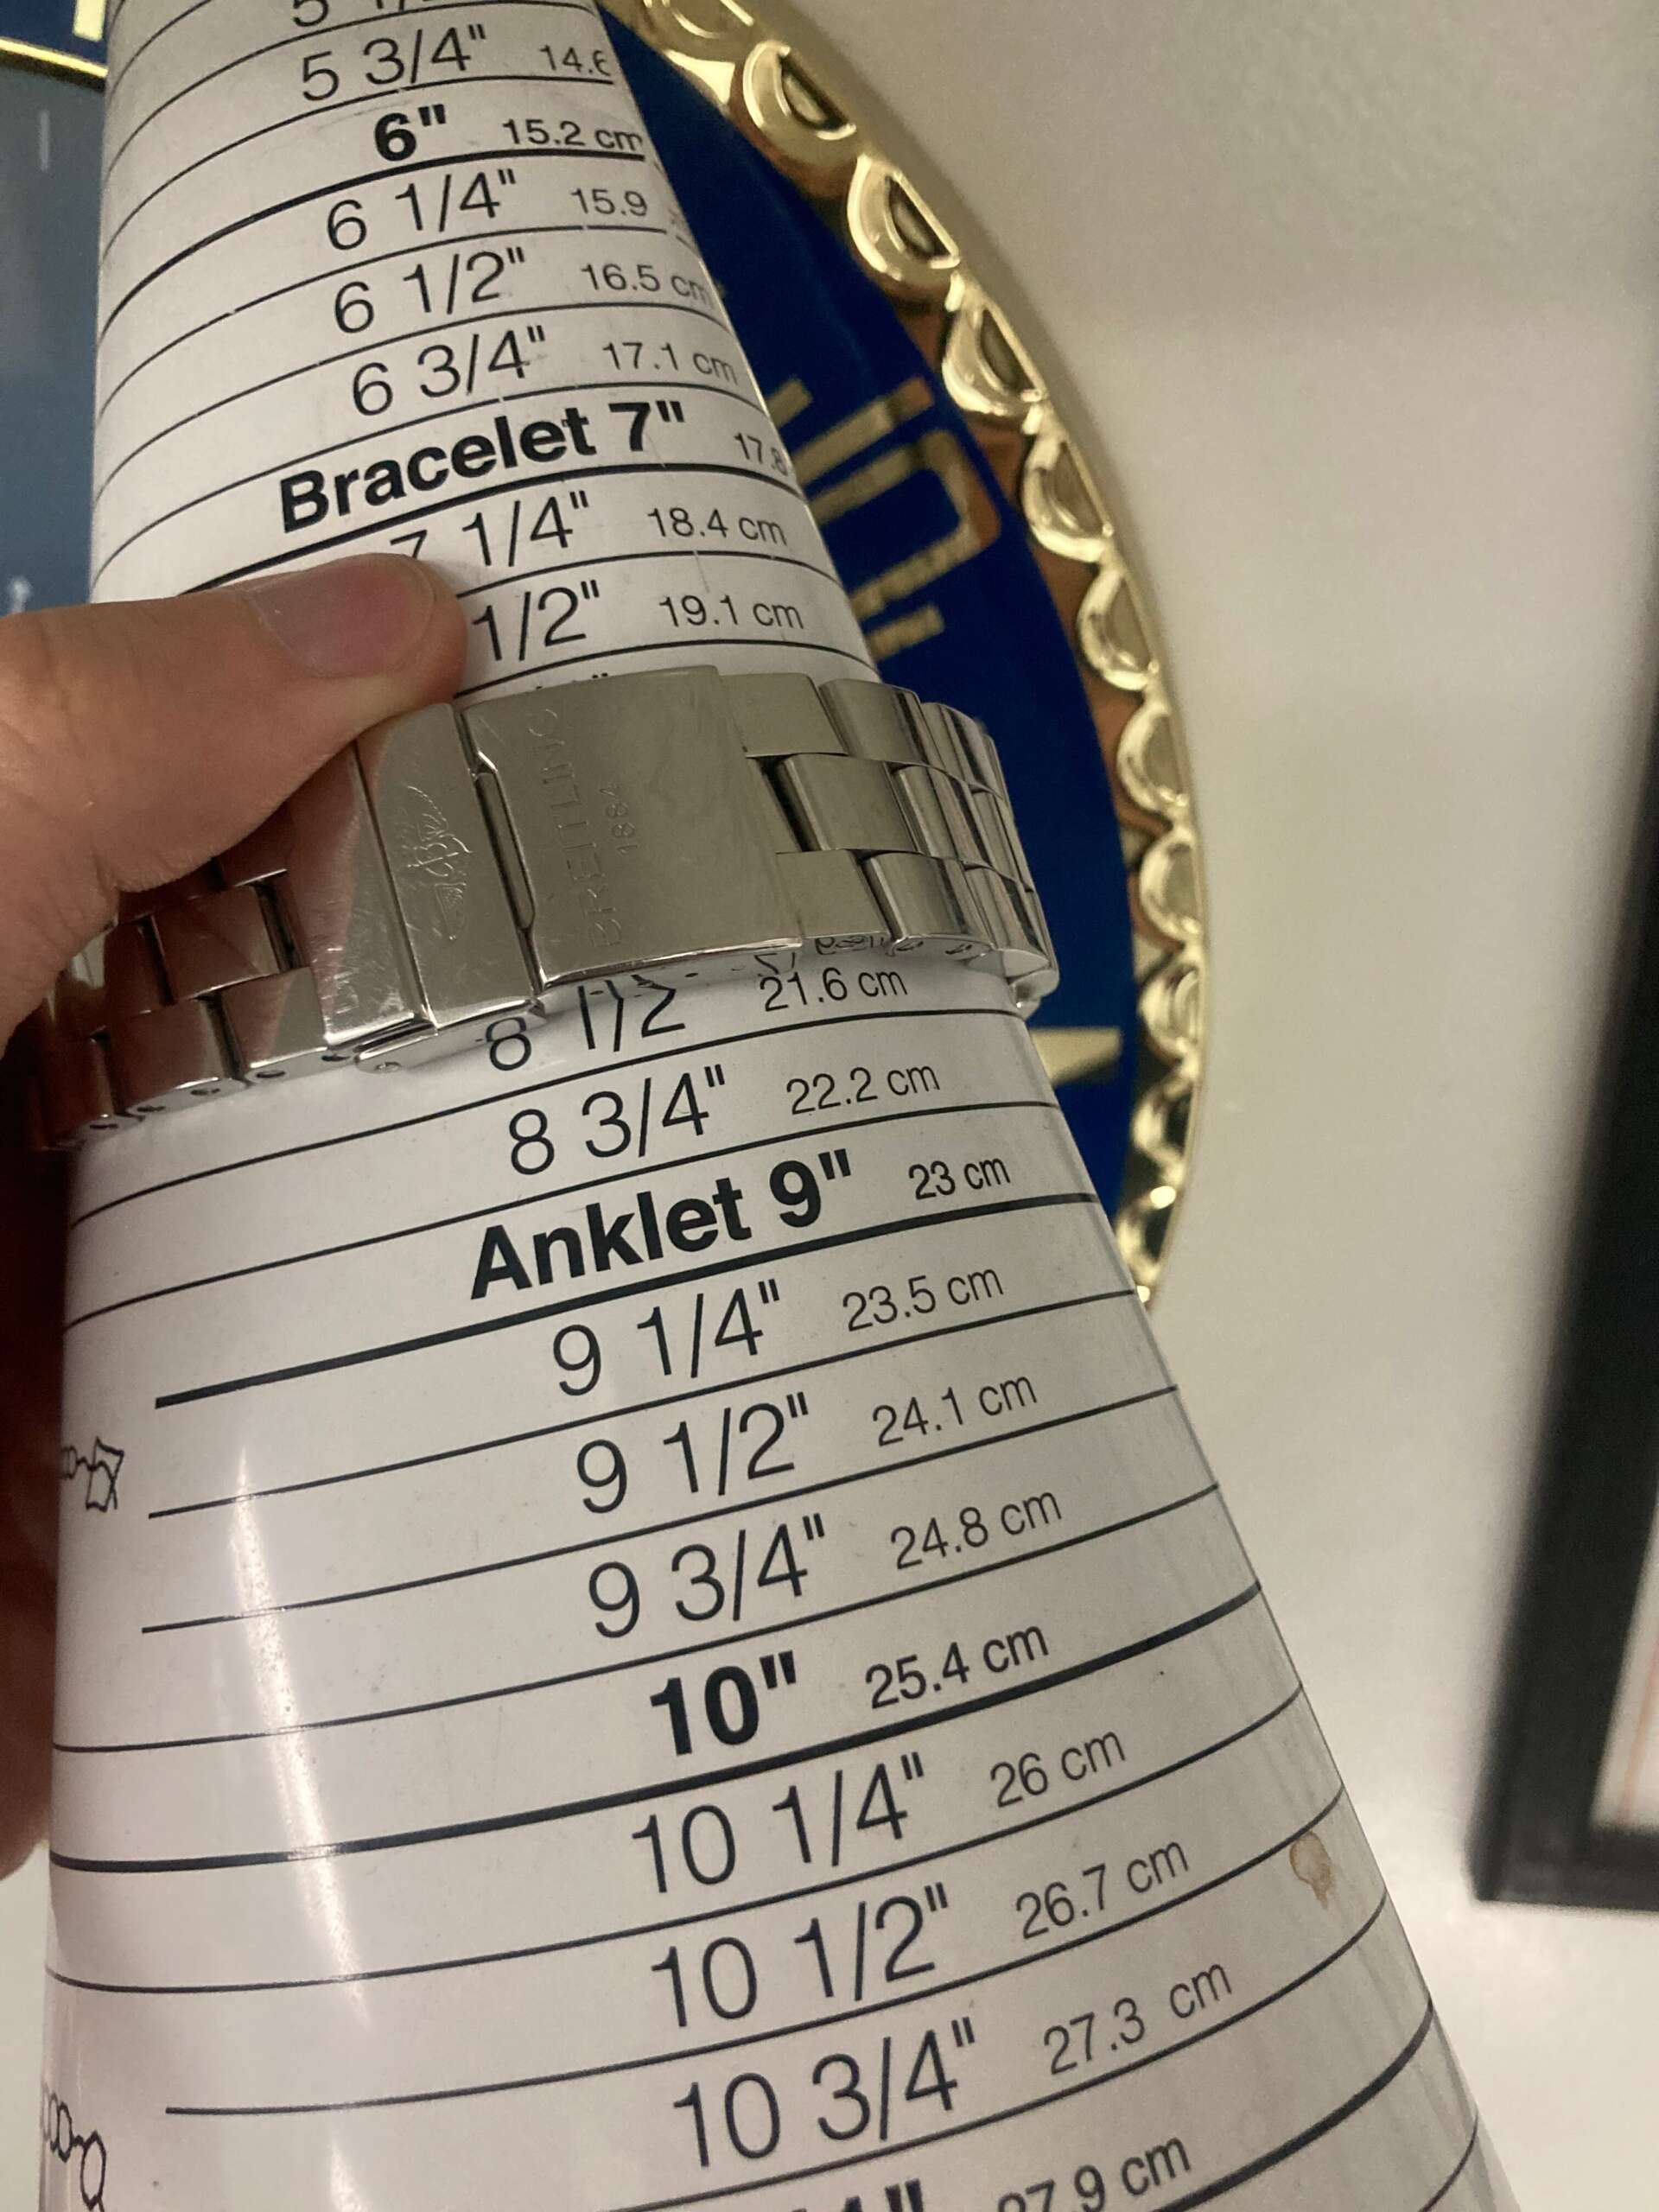 5 3/4" 14.6
6" 15.2 cm
6 1/4" 15.9
6 1/2" 16.5 cm
6 3/4" 17.1 cm
Bracelet 7" 17.8
7 1/4" 18.4 cm
1/2" 19.1 cm
BREITLING
1884
8 1/2 21.6 cm
8 3/4" 22.2 cm
Anklet 9" 23 cm
9 1/4" 23.5 cm
9 1/2" 24.1 cm
9 3/4" 24.8 cm
10" 25.4 cm
10 1/4" 26 cm
10 1/2" 26.7 cm
10 3/4" 27.3 cm
27.9 cm